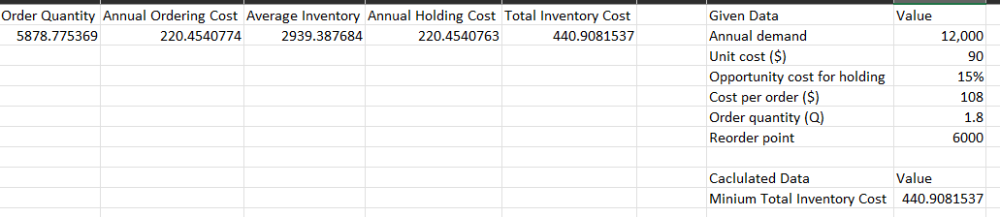 Order Quantity Annual Ordering Cost Average Inventory Annual Holding Cost Total Inventory Cost Given Data Value
5878.775369 220.4540774 2939.387684 220.4540763 440.9081537 Annual demand 12,000
Unit cost ($) 90
Opportunity cost for holding 15%
Cost per order ($) 108
Order quantity (Q) 1.8
Reorder point 6000
Caclulated Data Value
Minium Total Inventory Cost 440.9081537